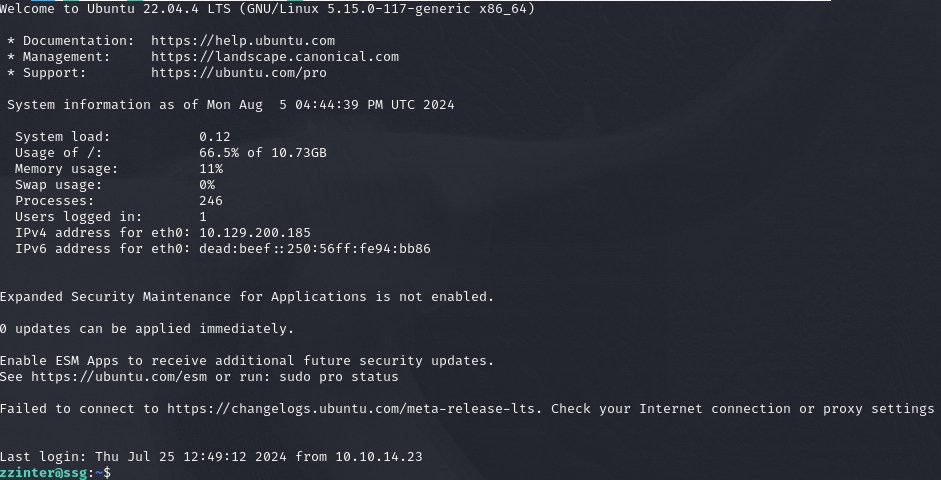 Welcome to Ubuntu 22.04.4 LTS (GNU/Linux 5.15.0-117-generic x86_64)
* Documentation:  https://help.ubuntu.com
* Management:     https://landscape.canonical.com
* Support:        https://ubuntu.com/pro
System information as of Mon Aug  5 04:44:39 PM UTC 2024
System load:           0.12
Usage of /:            66.5% of 10.73GB
Memory usage:          11%
Swap usage:            0%
Processes:             246
Users logged in:       1
IPv4 address for eth0: 10.129.200.185
IPv6 address for eth0: dead:beef::250:56ff:fe94:bb86
Expanded Security Maintenance for Applications is not enabled.
0 updates can be applied immediately.
Enable ESM Apps to receive additional future security updates.
See https://ubuntu.com/esm or run: sudo pro status
Failed to connect to https://changelogs.ubuntu.com/meta-release-lts. Check your Internet connection or proxy settings
Last login: Thu Jul 25 12:49:12 2024 from 10.10.14.23
zzinter@ssg:~$